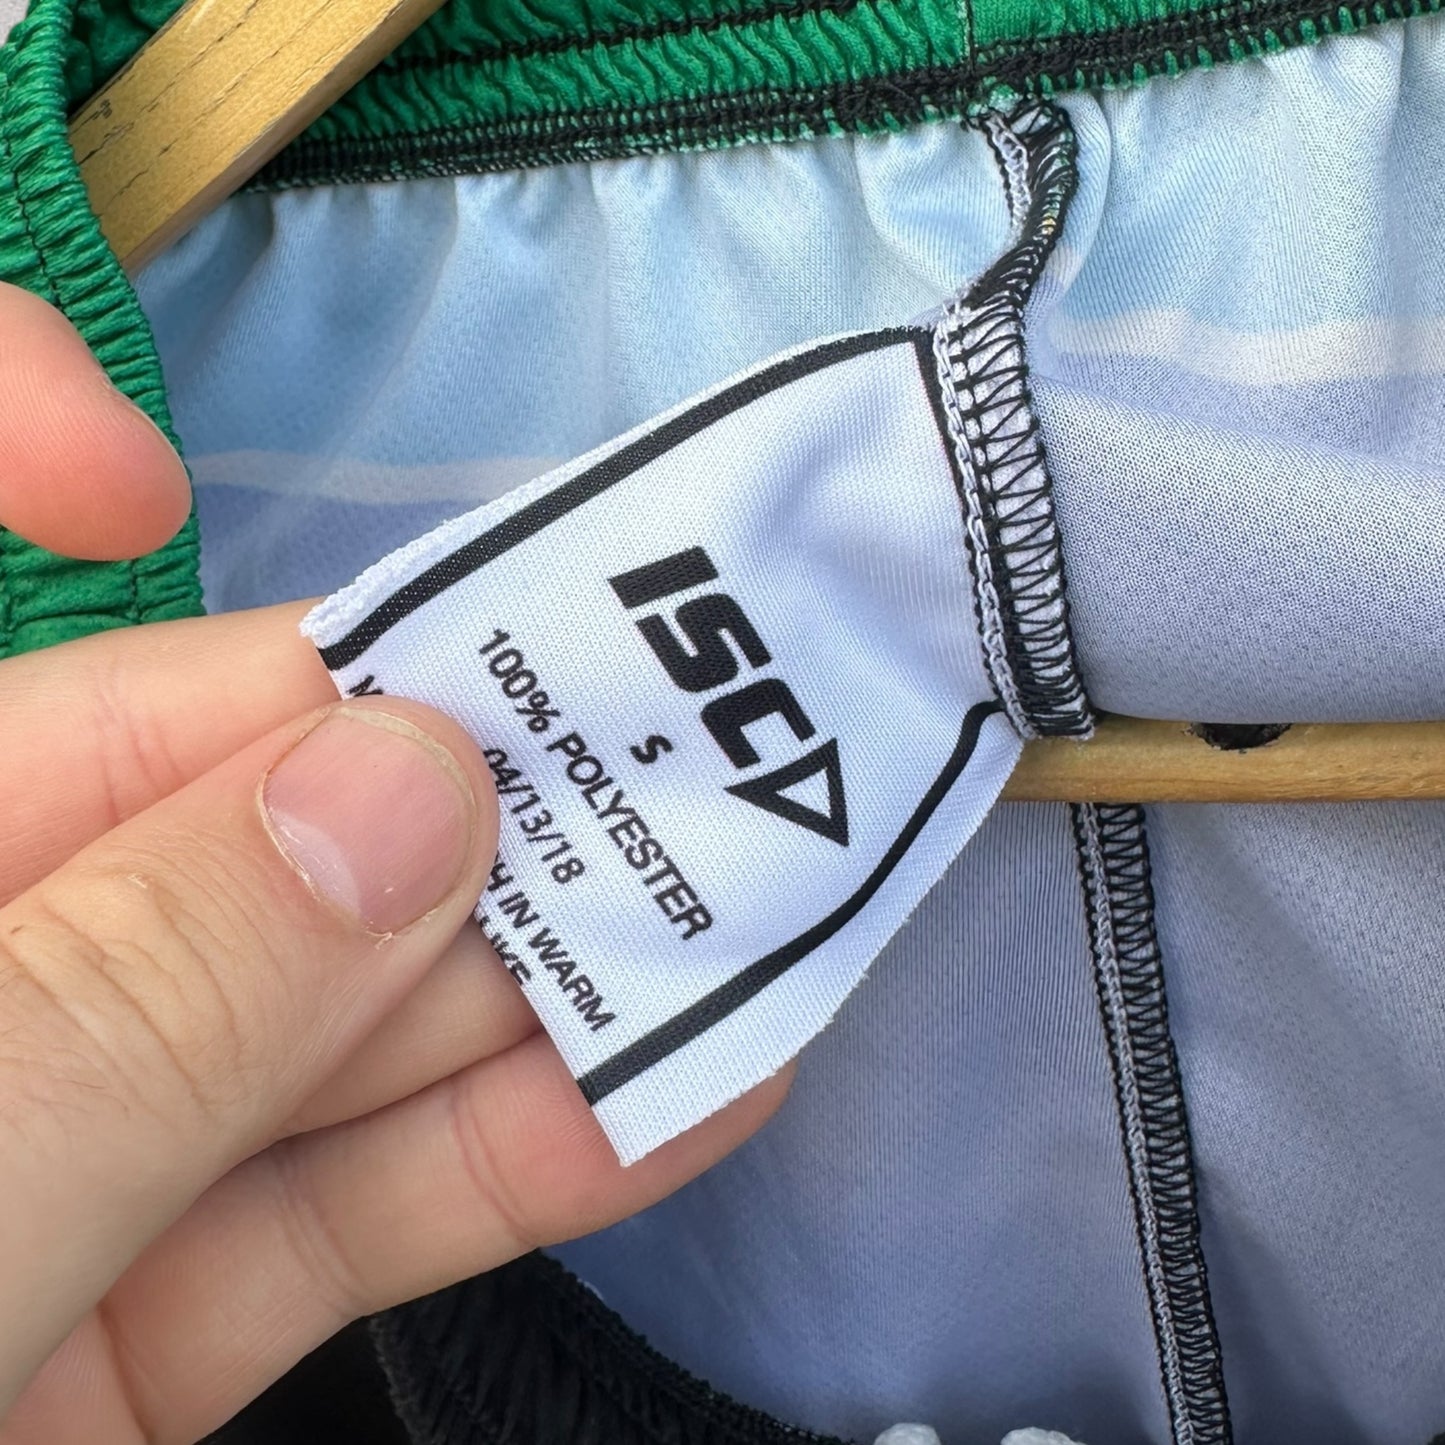 ISC
S
100% POLYESTER
04/13/18
IN WARM